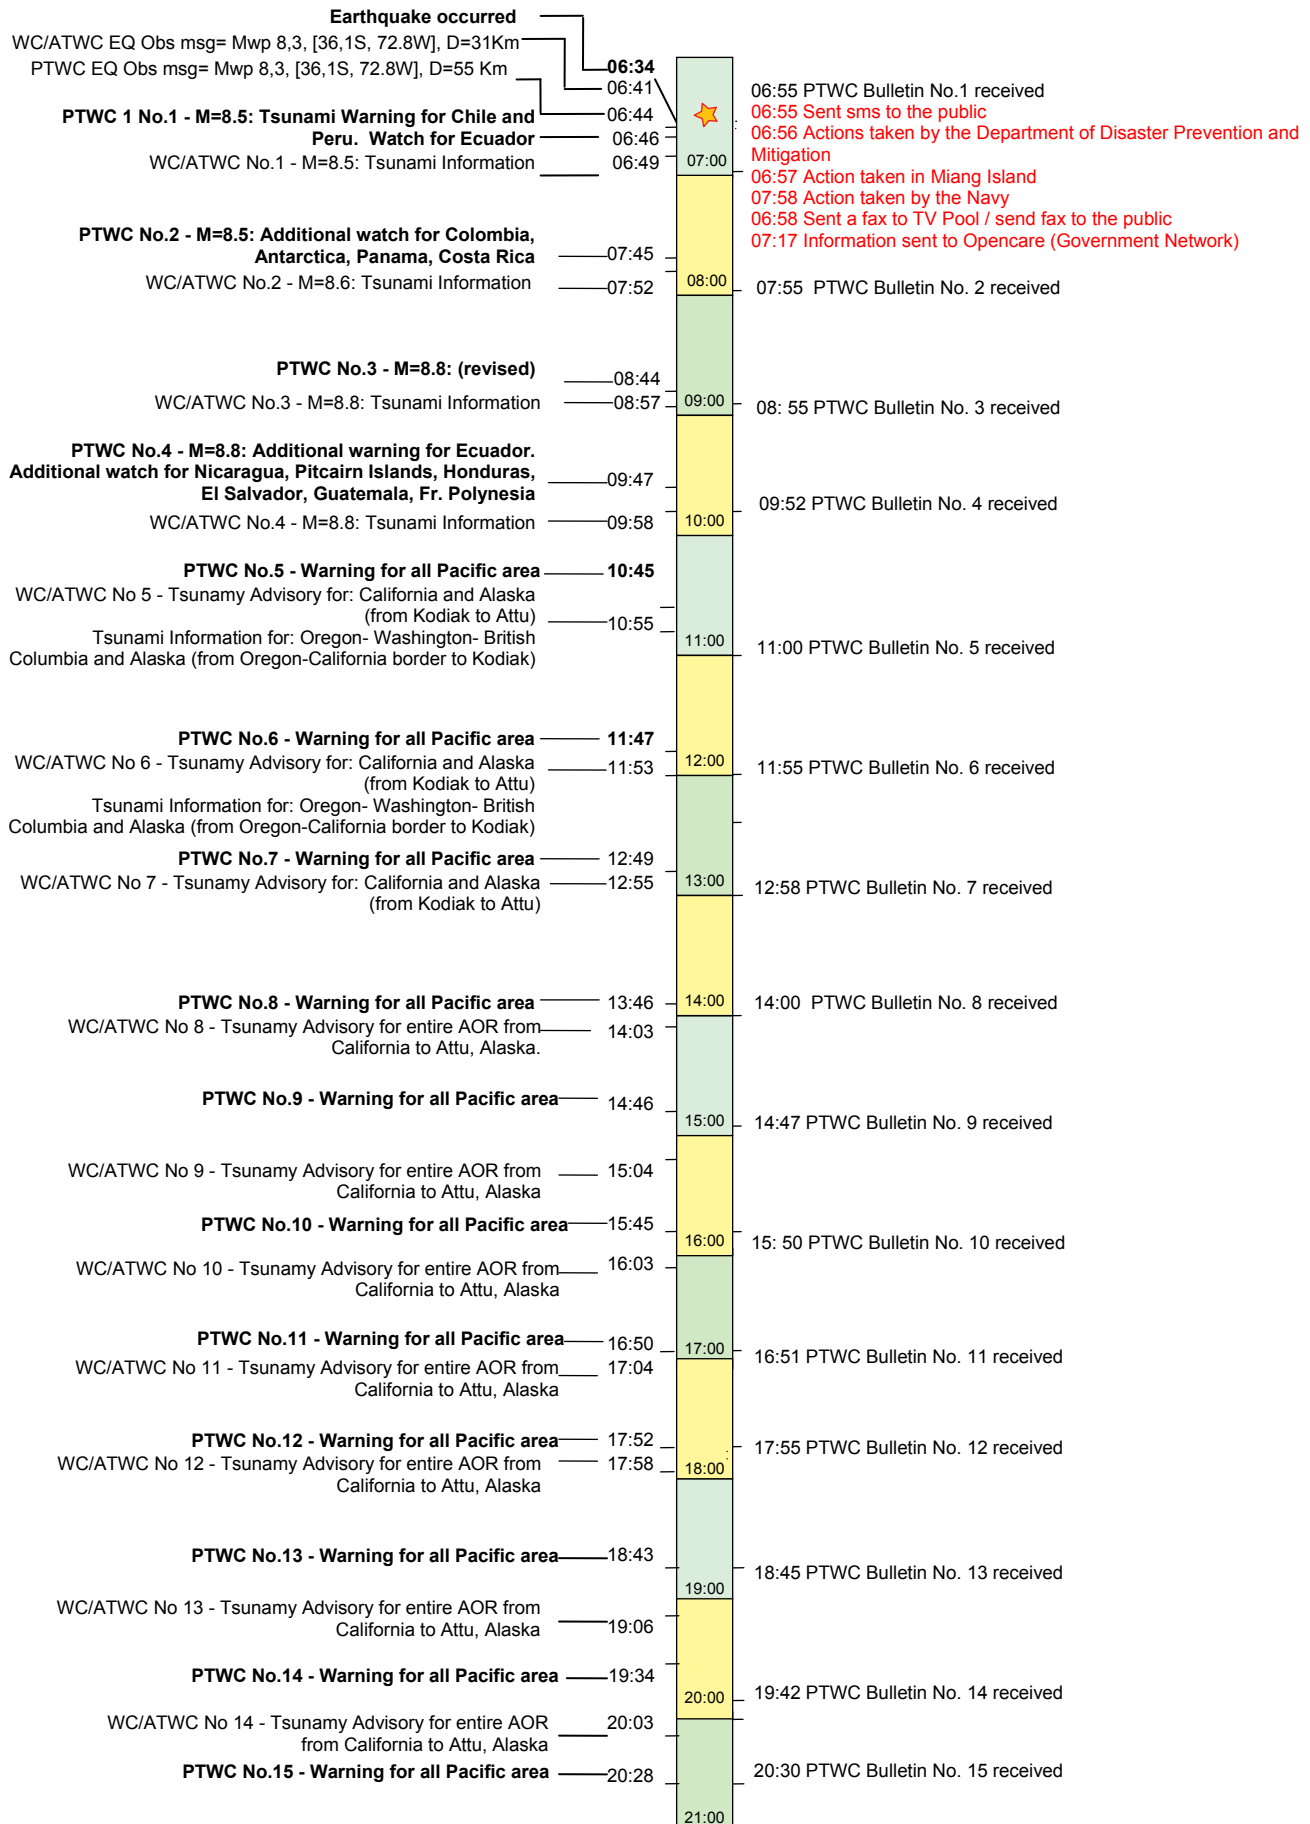 Earthquake occurred
WC/ATWC EQ Obs msg= Mwp 8,3, [36,1S, 72.8W], D=31Km
PTWC EQ Obs msg= Mwp 8,3, [36,1S, 72.8W], D=55 Km
06:34
06:41
06:44
PTWC 1 No.1 - M=8.5: Tsunami Warning for Chile and
Peru.  Watch for Ecuador
06:46
WC/ATWC No.1 - M=8.5: Tsunami Information
06:49
07:00
06:55 PTWC Bulletin No.1 received
06:55 Sent sms to the public
06:56 Actions taken by the Department of Disaster Prevention and
Mitigation
06:57 Action taken in Miang Island
07:58 Action taken by the Navy
06:58 Sent a fax to TV Pool / send fax to the public
07:17 Information sent to Opencare (Government Network)
PTWC No.2 - M=8.5: Additional watch for Colombia,
Antarctica, Panama, Costa Rica
07:45
WC/ATWC No.2 - M=8.6: Tsunami Information
07:52
08:00
07:55  PTWC Bulletin No. 2 received
PTWC No.3 - M=8.8: (revised)
08:44
WC/ATWC No.3 - M=8.8: Tsunami Information
08:57
09:00
08: 55 PTWC Bulletin No. 3 received
PTWC No.4 - M=8.8: Additional warning for Ecuador.
Additional watch for Nicaragua, Pitcairn Islands, Honduras,
El Salvador, Guatemala, Fr. Polynesia
09:47
WC/ATWC No.4 - M=8.8: Tsunami Information
09:58
10:00
09:52 PTWC Bulletin No. 4 received
PTWC No.5 - Warning for all Pacific area
10:45
WC/ATWC No 5 - Tsunamy Advisory for: California and Alaska
(from Kodiak to Attu)
10:55
Tsunami Information for: Oregon- Washington- British
Columbia and Alaska (from Oregon-California border to Kodiak)
11:00
11:00 PTWC Bulletin No. 5 received
PTWC No.6 - Warning for all Pacific area
11:47
WC/ATWC No 6 - Tsunamy Advisory for: California and Alaska
(from Kodiak to Attu)
11:53
Tsunami Information for: Oregon- Washington- British
Columbia and Alaska (from Oregon-California border to Kodiak)
12:00
11:55 PTWC Bulletin No. 6 received
PTWC No.7 - Warning for all Pacific area
12:49
WC/ATWC No 7 - Tsunamy Advisory for: California and Alaska
(from Kodiak to Attu)
12:55
13:00
12:58 PTWC Bulletin No. 7 received
PTWC No.8 - Warning for all Pacific area
13:46
14:00
14:00  PTWC Bulletin No. 8 received
WC/ATWC No 8 - Tsunamy Advisory for entire AOR from
California to Attu, Alaska.
14:03
PTWC No.9 - Warning for all Pacific area
14:46
15:00
14:47 PTWC Bulletin No. 9 received
WC/ATWC No 9 - Tsunamy Advisory for entire AOR from
California to Attu, Alaska
15:04
PTWC No.10 - Warning for all Pacific area
15:45
16:00
15: 50 PTWC Bulletin No. 10 received
WC/ATWC No 10 - Tsunamy Advisory for entire AOR from
California to Attu, Alaska
16:03
PTWC No.11 - Warning for all Pacific area
16:50
17:00
16:51 PTWC Bulletin No. 11 received
WC/ATWC No 11 - Tsunamy Advisory for entire AOR from
California to Attu, Alaska
17:04
PTWC No.12 - Warning for all Pacific area
17:52
17:55 PTWC Bulletin No. 12 received
WC/ATWC No 12 - Tsunamy Advisory for entire AOR from
California to Attu, Alaska
17:58
18:00
PTWC No.13 - Warning for all Pacific area
18:43
19:00
18:45 PTWC Bulletin No. 13 received
WC/ATWC No 13 - Tsunamy Advisory for entire AOR from
California to Attu, Alaska
19:06
PTWC No.14 - Warning for all Pacific area
19:34
20:00
19:42 PTWC Bulletin No. 14 received
WC/ATWC No 14 - Tsunamy Advisory for entire AOR
from California to Attu, Alaska
20:03
PTWC No.15 - Warning for all Pacific area
20:28
20:30 PTWC Bulletin No. 15 received
21:00